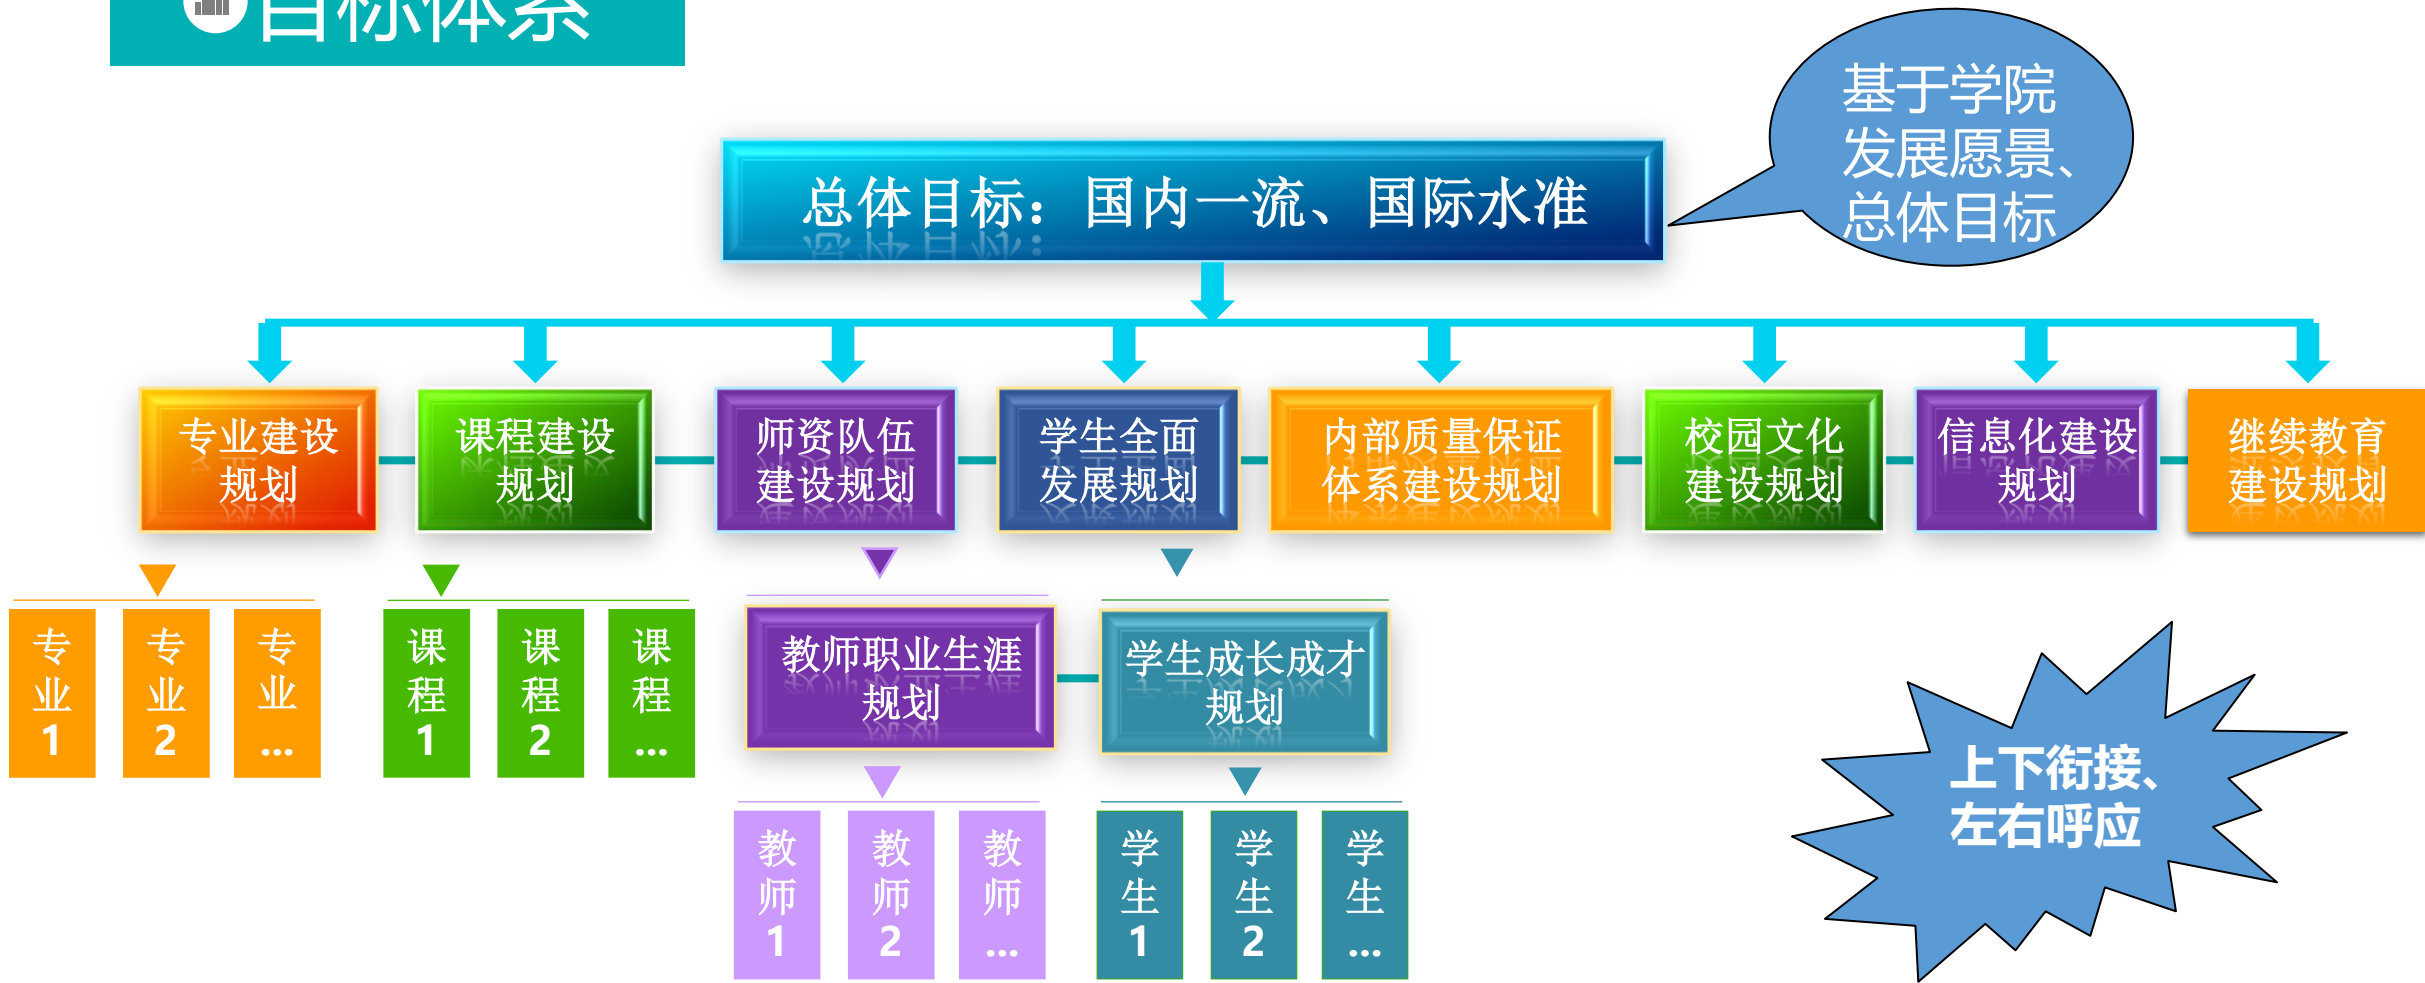 目标体系
基于学院
发展愿景、
总体目标
总体目标：国内一流、国际水准
专业建设
规划
课程建设
规划
师资队伍
建设规划
学生全面
发展规划
内部质量保证
体系建设规划
校园文化
建设规划
信息化建设
规划
继续教育
建设规划
专业1
专业2
专业...
课程1
课程2
课程...
教师职业生涯
规划
学生成长成才
规划
教师1
教师2
教师...
学生1
学生2
学生...
上下衔接、
左右呼应